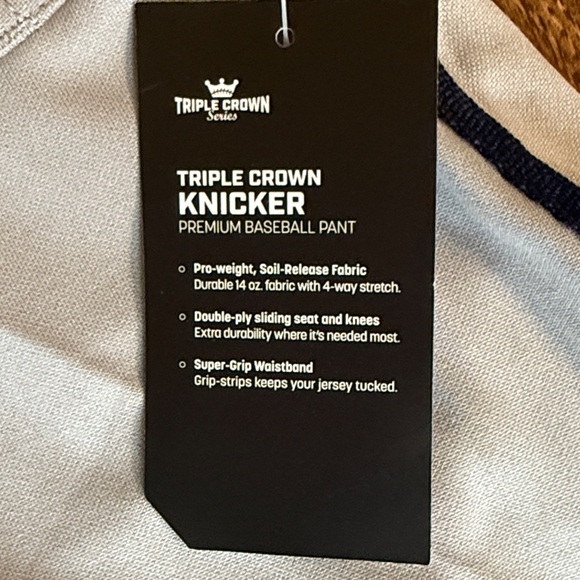 TRIPLE CROWN
Series
TRIPLE CROWN
KNICKER
PREMIUM BASEBALL PANT
Pro-weight, Soil-Release Fabric
Durable 14 oz. fabric with 4-way stretch.
Double-ply sliding seat and knees
Extra durability where it's needed most.
Super-Grip Waistband
Grip-strips keeps your jersey tucked.